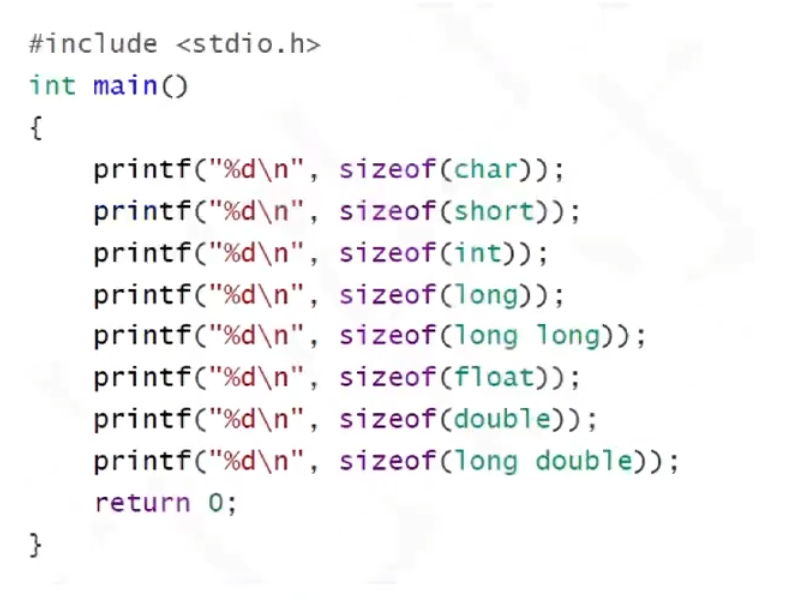 #include <stdio.h>
int main()
{
    printf("%d\n", sizeof(char));
    printf("%d\n", sizeof(short));
    printf("%d\n", sizeof(int));
    printf("%d\n", sizeof(long));
    printf("%d\n", sizeof(long long));
    printf("%d\n", sizeof(float));
    printf("%d\n", sizeof(double));
    printf("%d\n", sizeof(long double));
    return 0;
}